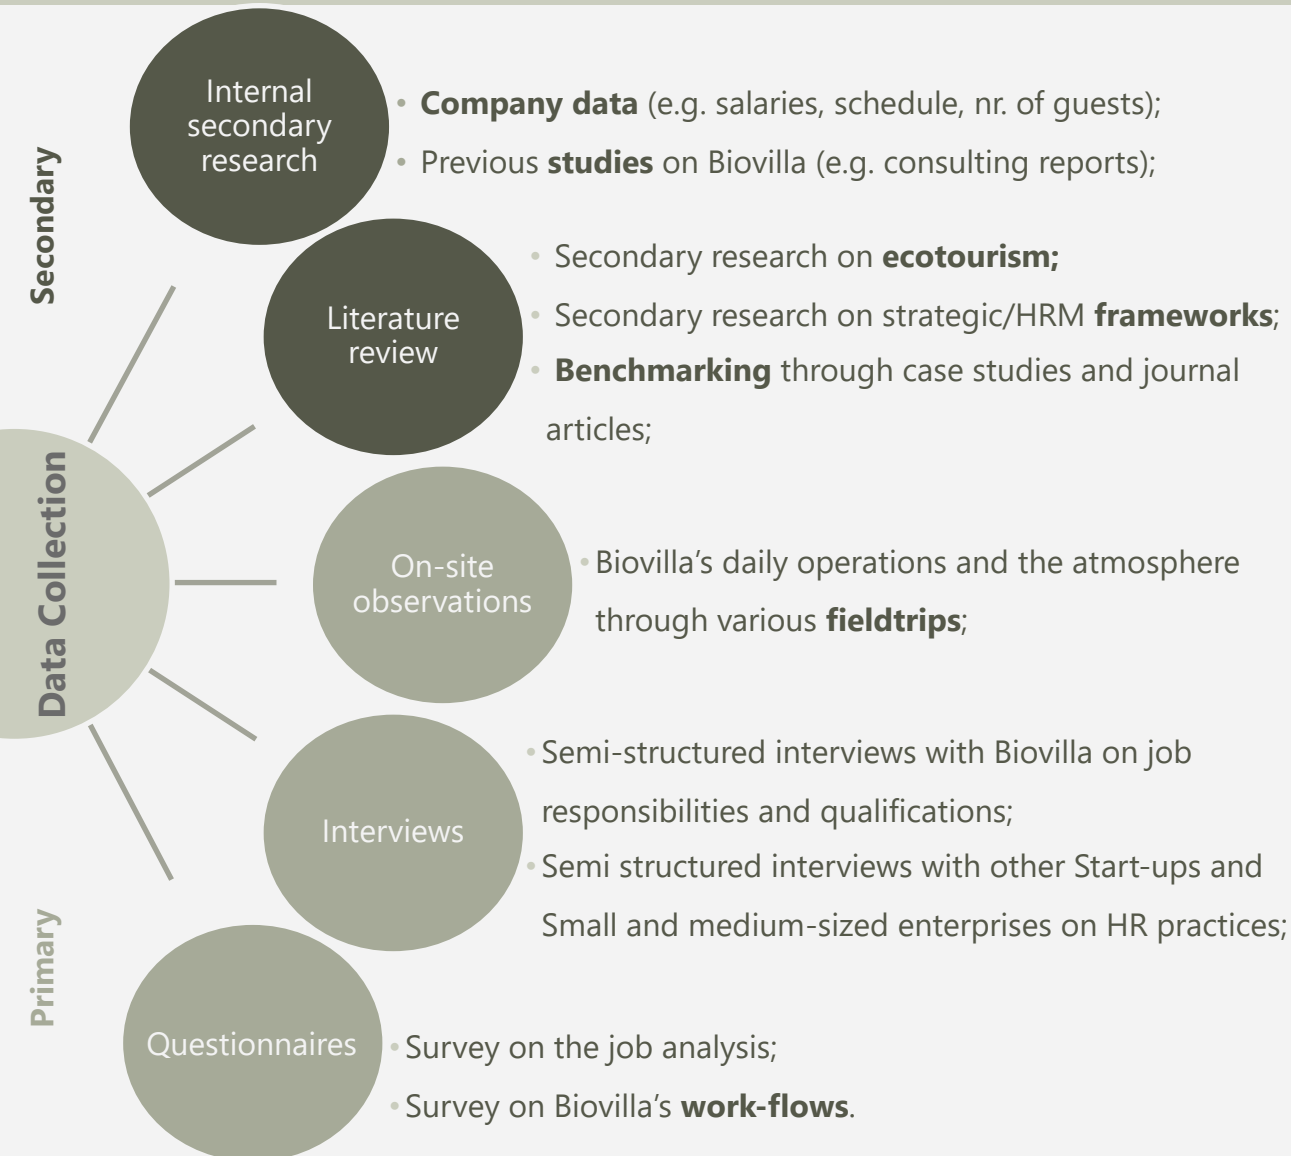 Secondary
Internal
secondary
research
• Company data (e.g. salaries, schedule, nr. of guests);
• Previous studies on Biovilla (e.g. consulting reports);
Literature
review
• Secondary research on ecotourism;
• Secondary research on strategic/HRM frameworks;
• Benchmarking through case studies and journal
articles;
Data Collection
On-site
observations
• Biovilla's daily operations and the atmosphere
through various fieldtrips;
Primary
Interviews
• Semi-structured interviews with Biovilla on job
responsibilities and qualifications;
• Semi structured interviews with other Start-ups and
Small and medium-sized enterprises on HR practices;
Questionnaires
• Survey on the job analysis;
• Survey on Biovilla's work-flows.